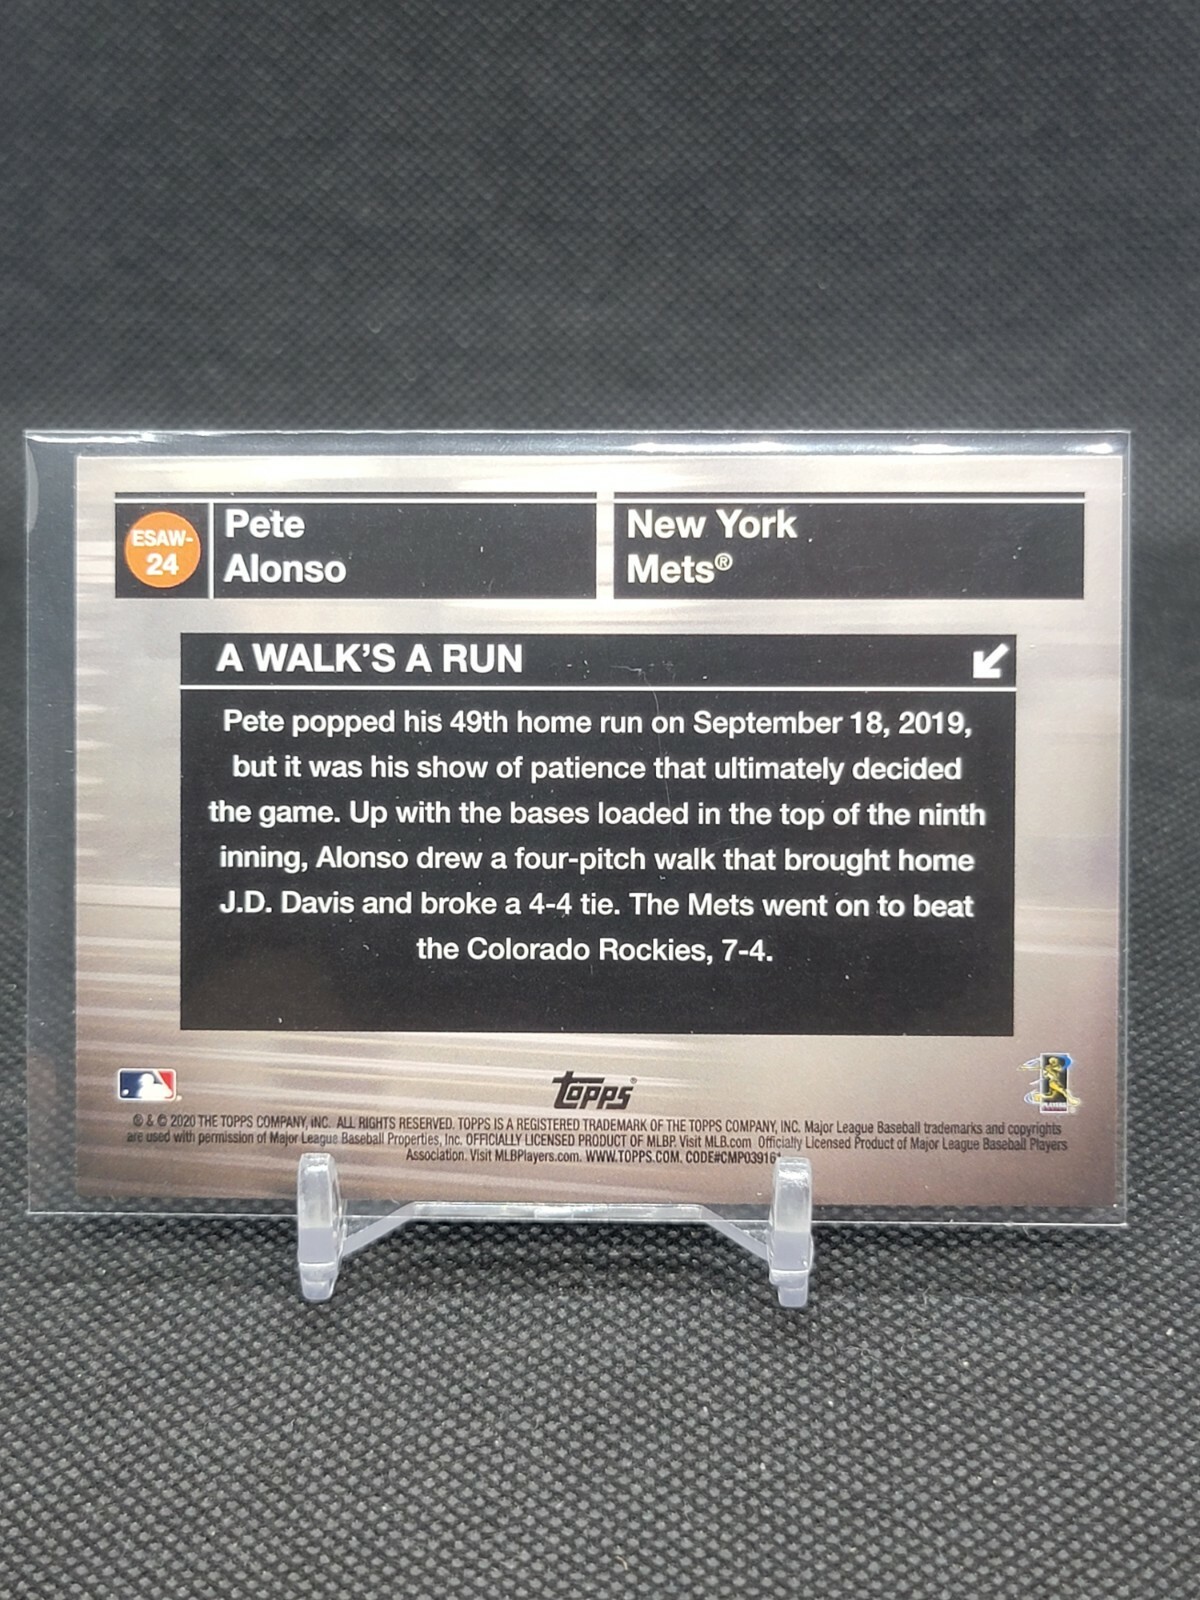 ESAW-
24
Pete
Alonso
New York
Mets®
A WALK'S A RUN
Pete popped his 49th home run on September 18, 2019,
but it was his show of patience that ultimately decided
the game. Up with the bases loaded in the top of the ninth
inning, Alonso drew a four-pitch walk that brought home
J.D. Davis and broke a 4-4 tie. The Mets went on to beat
the Colorado Rockies, 7-4.
topps®
® & © 2020 THE TOPPS COMPANY, INC. ALL RIGHTS RESERVED. TOPPS IS A REGISTERED TRADEMARK OF THE TOPPS COMPANY, INC. Major League Baseball trademarks and copyrights
are used with permission of Major League Baseball Properties, Inc. OFFICIALLY LICENSED PRODUCT OF MLBP. Visit MLB.com Officially Licensed Product of Major League Baseball Players
Association. Visit MLBPlayers.com. WWW.TOPPS.COM. CODE#CMP039161